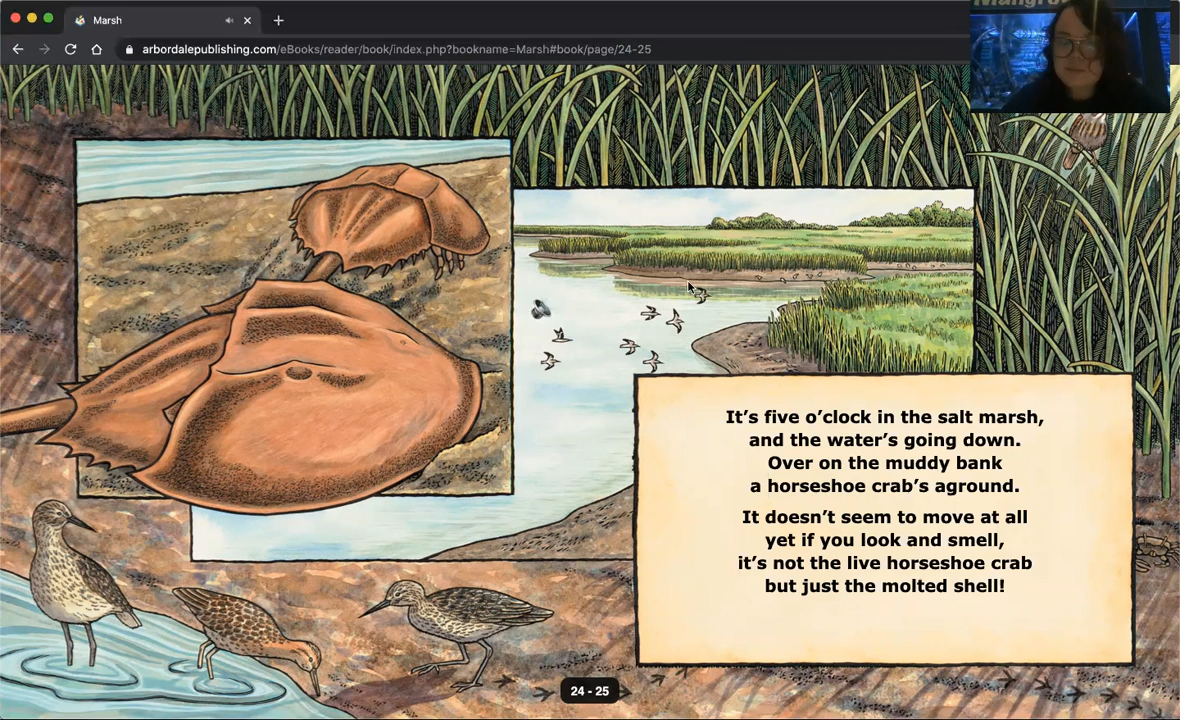 Marsh
arbordalepublishing.com/eBooks/reader/book/index.php?bookname=Marsh#book/page/24-25
It's five o'clock in the salt marsh,
and the water's going down.
Over on the muddy bank
a horseshoe crab's aground.
It doesn't seem to move at all
yet if you look and smell,
it's not the live horseshoe crab
but just the molted shell!
24 - 25